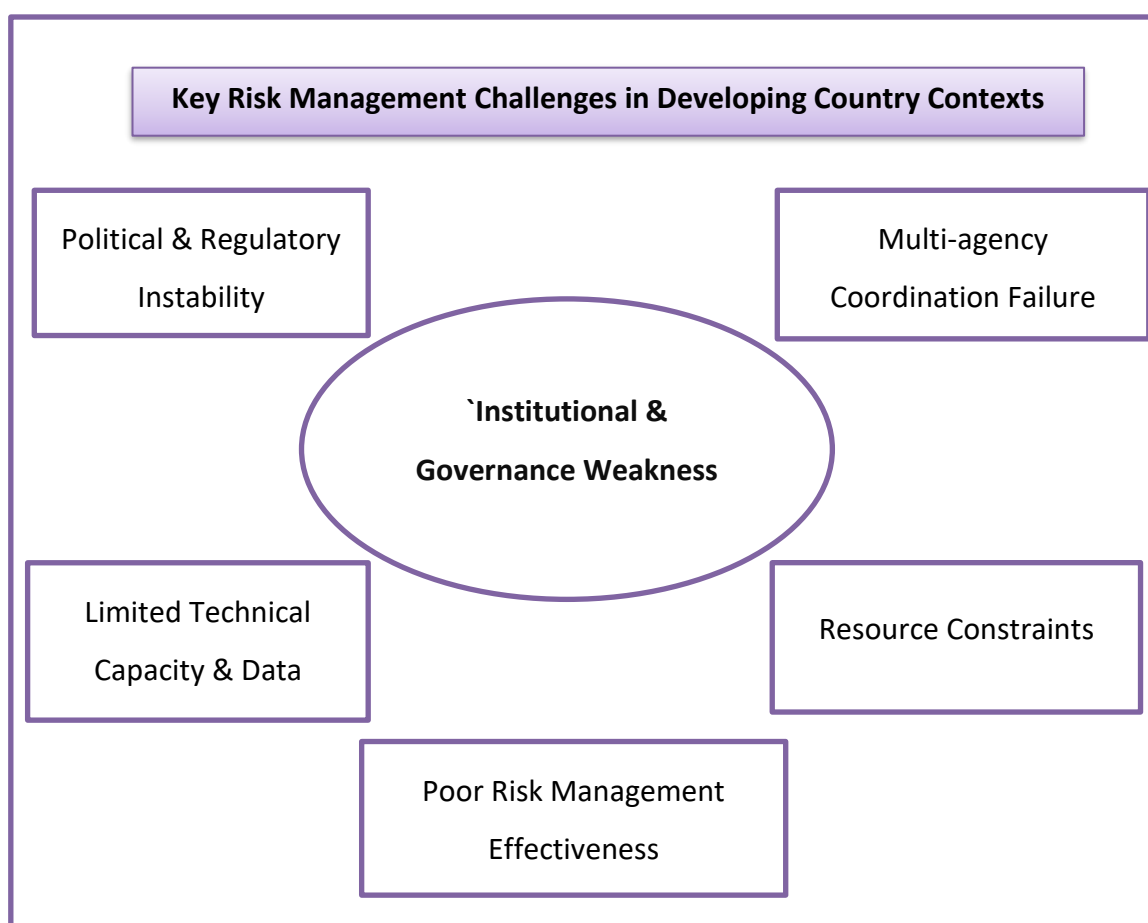 Key Risk Management Challenges in Developing Country Contexts
Political & Regulatory
Instability
Multi-agency
Coordination Failure
`Institutional &
Governance Weakness
Limited Technical
Capacity & Data
Resource Constraints
Poor Risk Management
Effectiveness